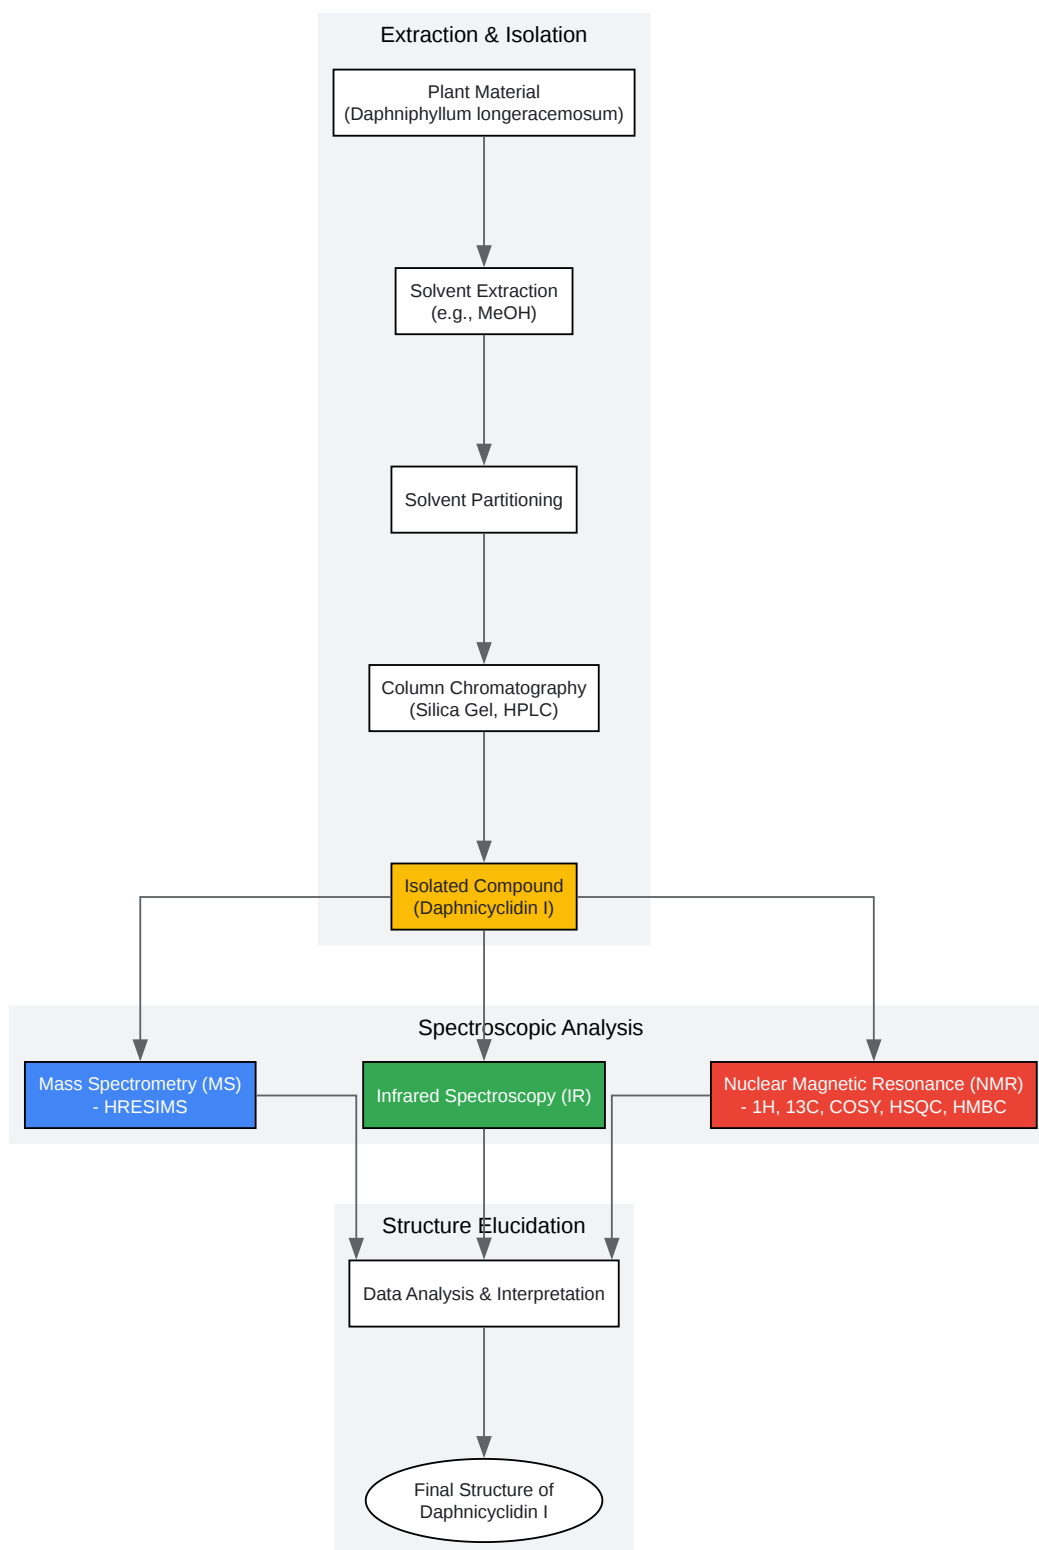 Extraction & Isolation
Plant Material
(Daphniphyllum longeracemosum)
Solvent Extraction
(e.g., MeOH)
Solvent Partitioning
Column Chromatography
(Silica Gel, HPLC)
Isolated Compound
(Daphnicyclidin I)
Spectroscopic Analysis
Mass Spectrometry (MS)
- HRESIMS
Infrared Spectroscopy (IR)
Nuclear Magnetic Resonance (NMR)
- 1H, 13C, COSY, HSQC, HMBC
Structure Elucidation
Data Analysis & Interpretation
Final Structure of
Daphnicyclidin I